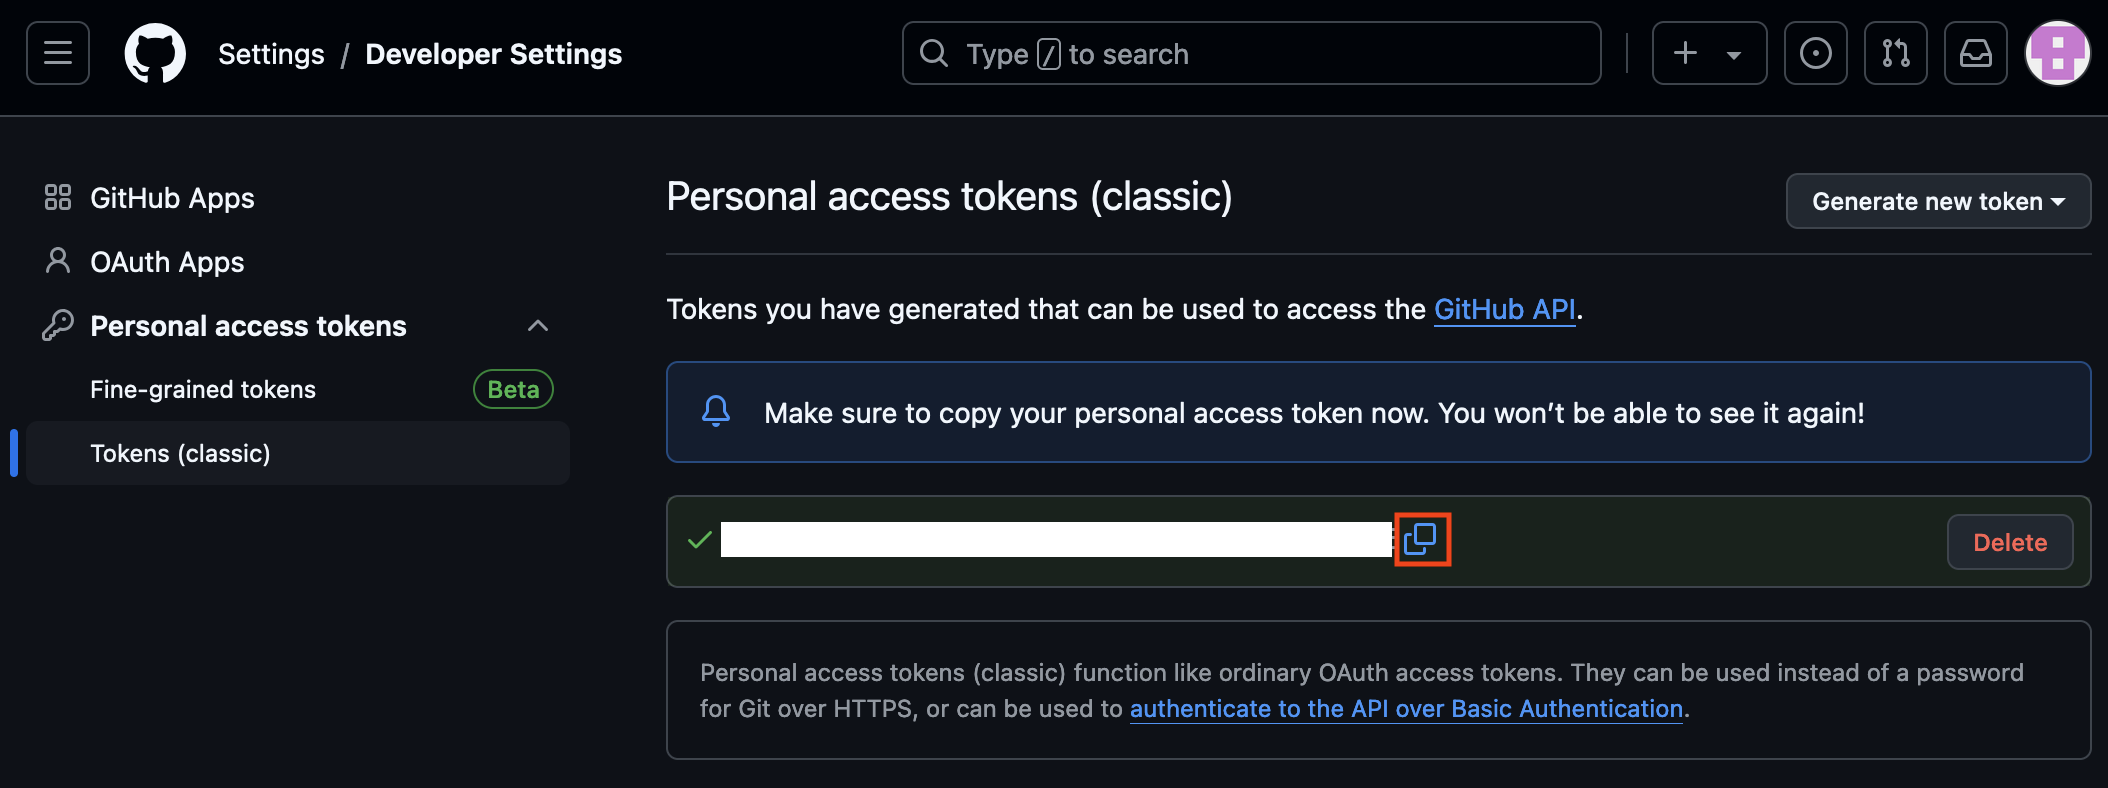 Settings / Developer Settings
Type / to search
GitHub Apps
OAuth Apps
Personal access tokens
Fine-grained tokens Beta
Tokens (classic)
Personal access tokens (classic)
Generate new token
Tokens you have generated that can be used to access the GitHub API.
Make sure to copy your personal access token now. You won’t be able to see it again!
Delete
Personal access tokens (classic) function like ordinary OAuth access tokens. They can be used instead of a password
for Git over HTTPS, or can be used to authenticate to the API over Basic Authentication.